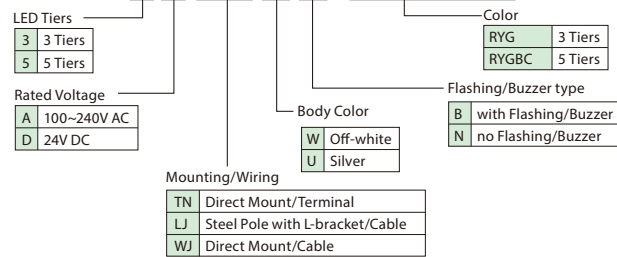 LED Tiers
3 3 Tiers
5 5 Tiers
Rated Voltage
A 100~240V AC
D 24V DC
Mounting/Wiring
TN Direct Mount/Terminal
LJ Steel Pole with L-bracket/Cable
WJ Direct Mount/Cable
Body Color
W Off-white
U Silver
Color
RYG 3 Tiers
RYGBC 5 Tiers
Flashing/Buzzer type
B with Flashing/Buzzer
N no Flashing/Buzzer